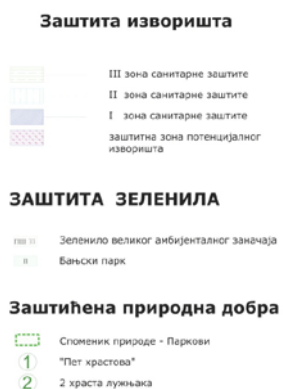 Заштита изворишта
III зона санитарне заштите
II зона санитарне заштите
I зона санитарне заштите
заштитна зона потенцијалног
изворишта
ЗАШТИТА ЗЕЛЕНИЛА
Зеленило великог амбијенталног заначаја
Бањски парк
Заштићена природна добра
Споменик природе - Паркови
1 "Пет храстова"
2 2 храста лужњака